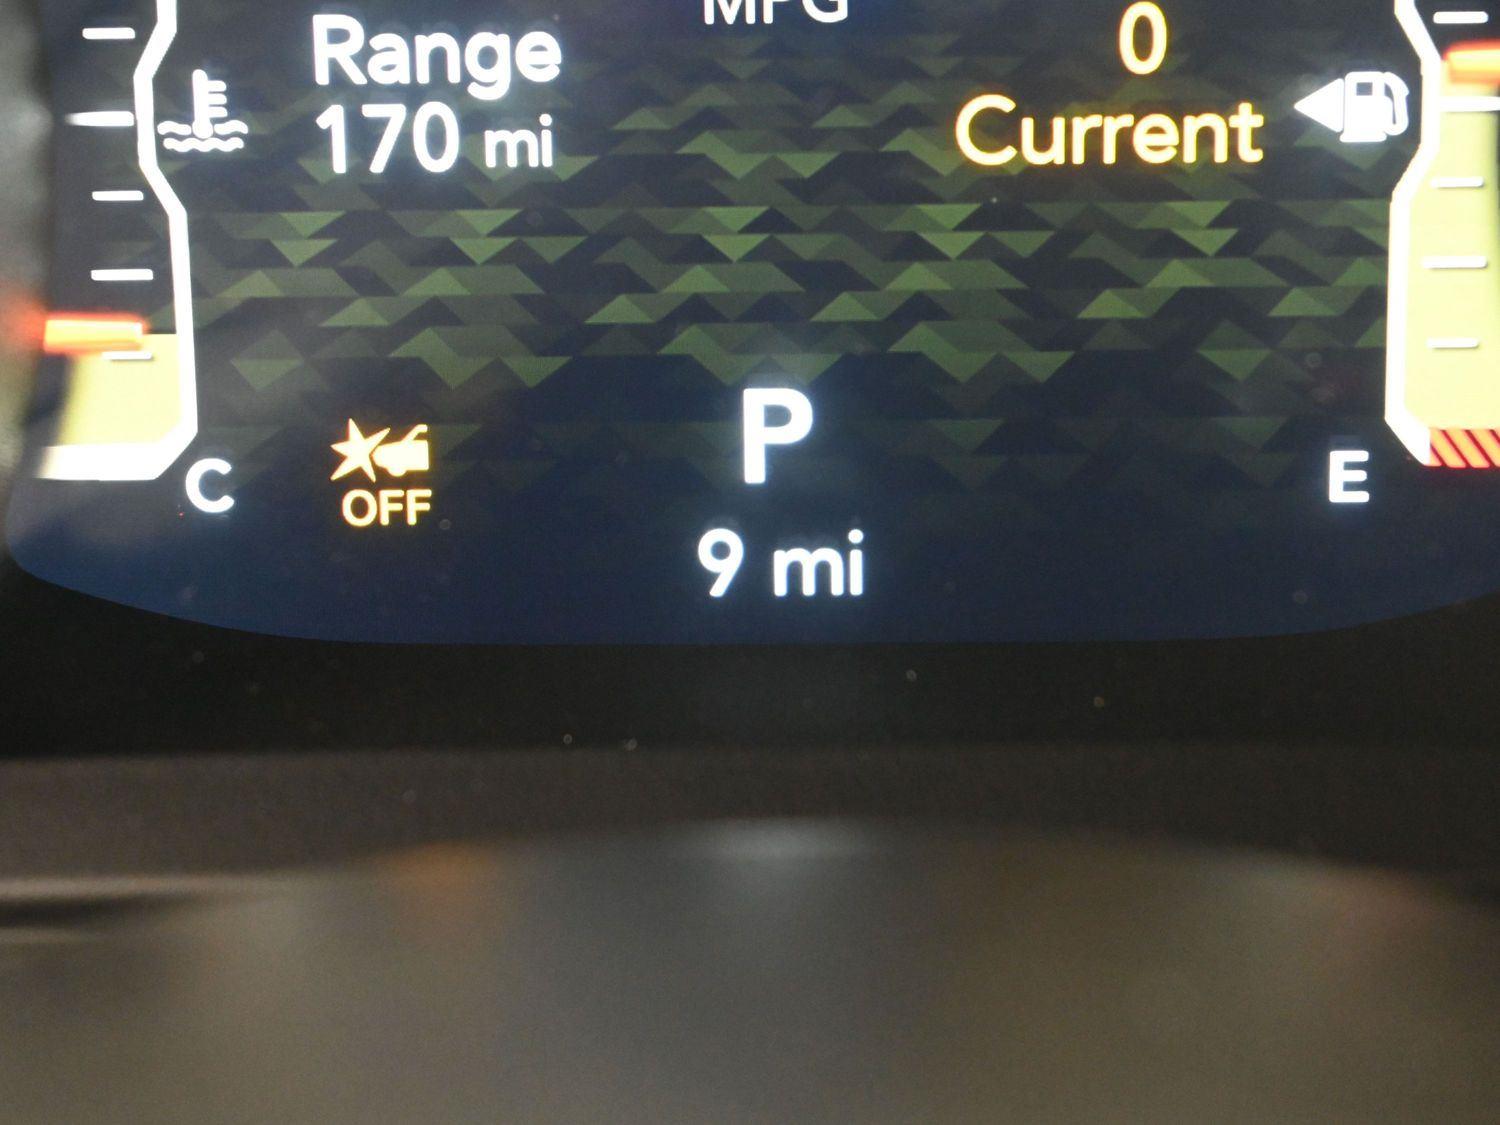 MPG
Range
170 mi
0
Current
C
OFF
P
E
9 mi